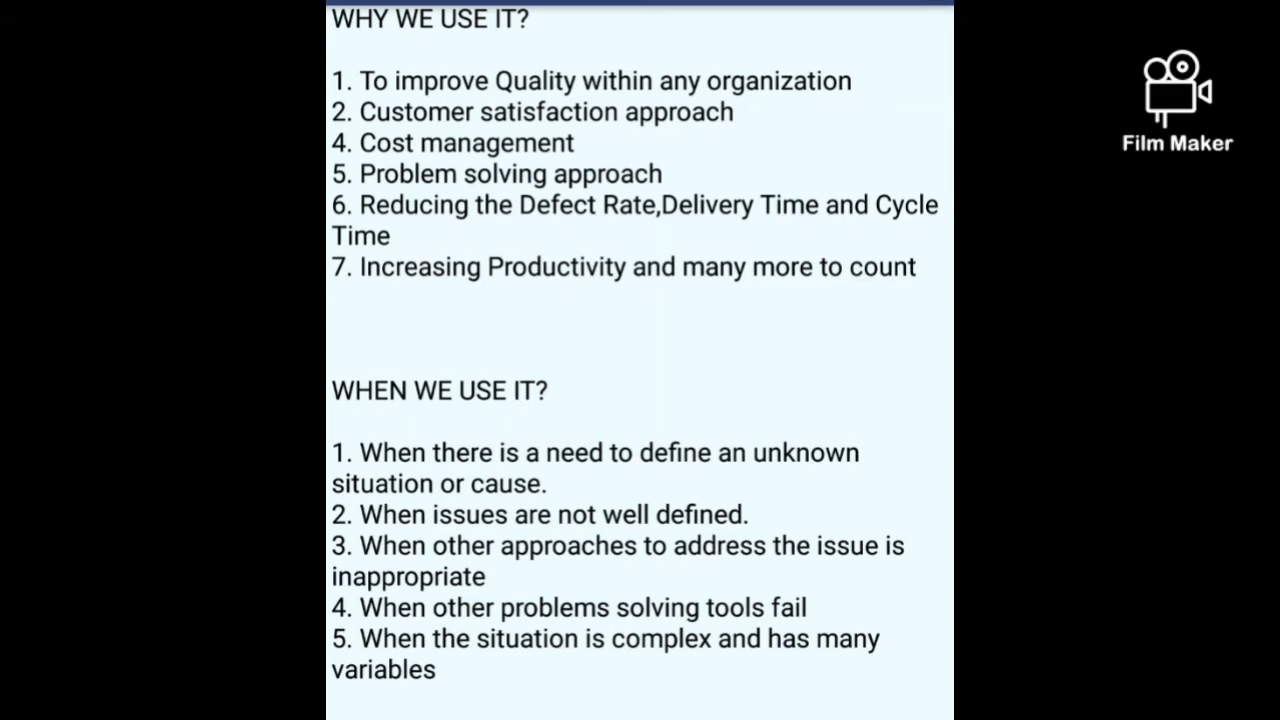 WHY WE USE IT?
1. To improve Quality within any organization
2. Customer satisfaction approach
4. Cost management
5. Problem solving approach
6. Reducing the Defect Rate,Delivery Time and Cycle
Time
7. Increasing Productivity and many more to count
WHEN WE USE IT?
1. When there is a need to define an unknown
situation or cause.
2. When issues are not well defined.
3. When other approaches to address the issue is
inappropriate
4. When other problems solving tools fail
5. When the situation is complex and has many
variables
Film Maker